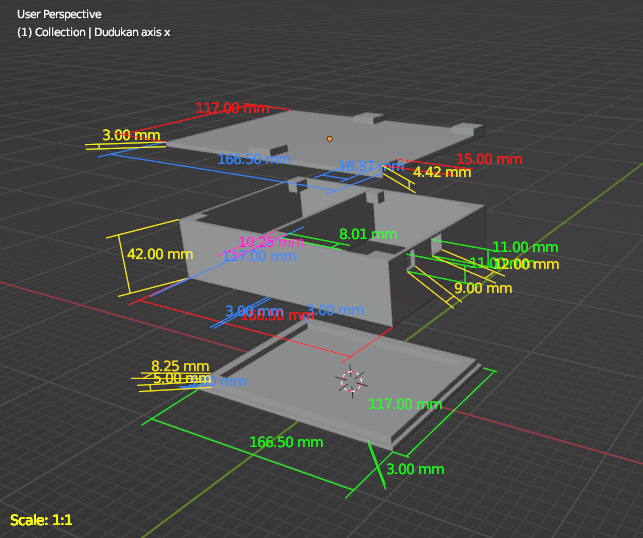 User Perspective
(1) Collection | Dudukan axis x
117.00 mm
3.00 mm
166.50 mm
16.87 mm
15.00 mm
4.42 mm
8.01 mm
10.25 mm
117.00 mm
42.00 mm
11.00 mm
12.00 mm
9.00 mm
3.00 mm
3.00 mm
8.25 mm
5.00 mm
117.00 mm
166.50 mm
3.00 mm
Scale: 1:1